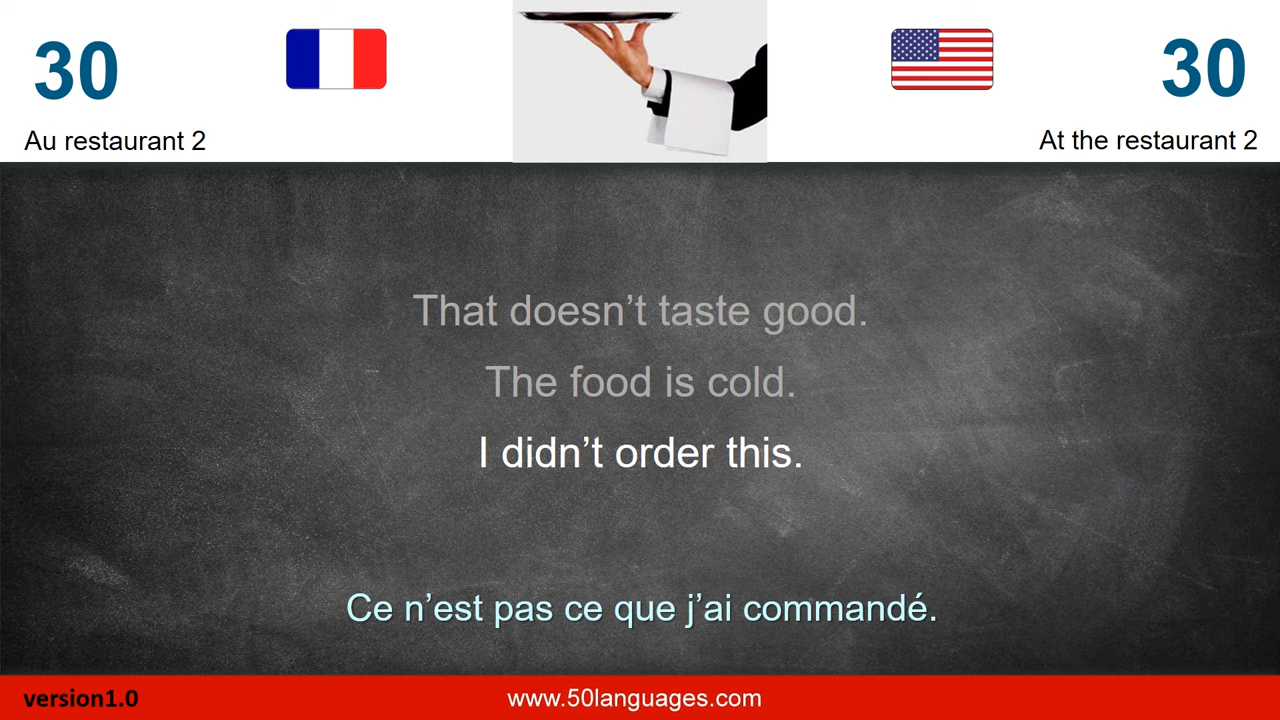 30
30
Au restaurant 2
At the restaurant 2
That doesn’t taste good.
The food is cold.
I didn’t order this.
Ce n’est pas ce que j’ai commandé.
version1.0
www.50languages.com